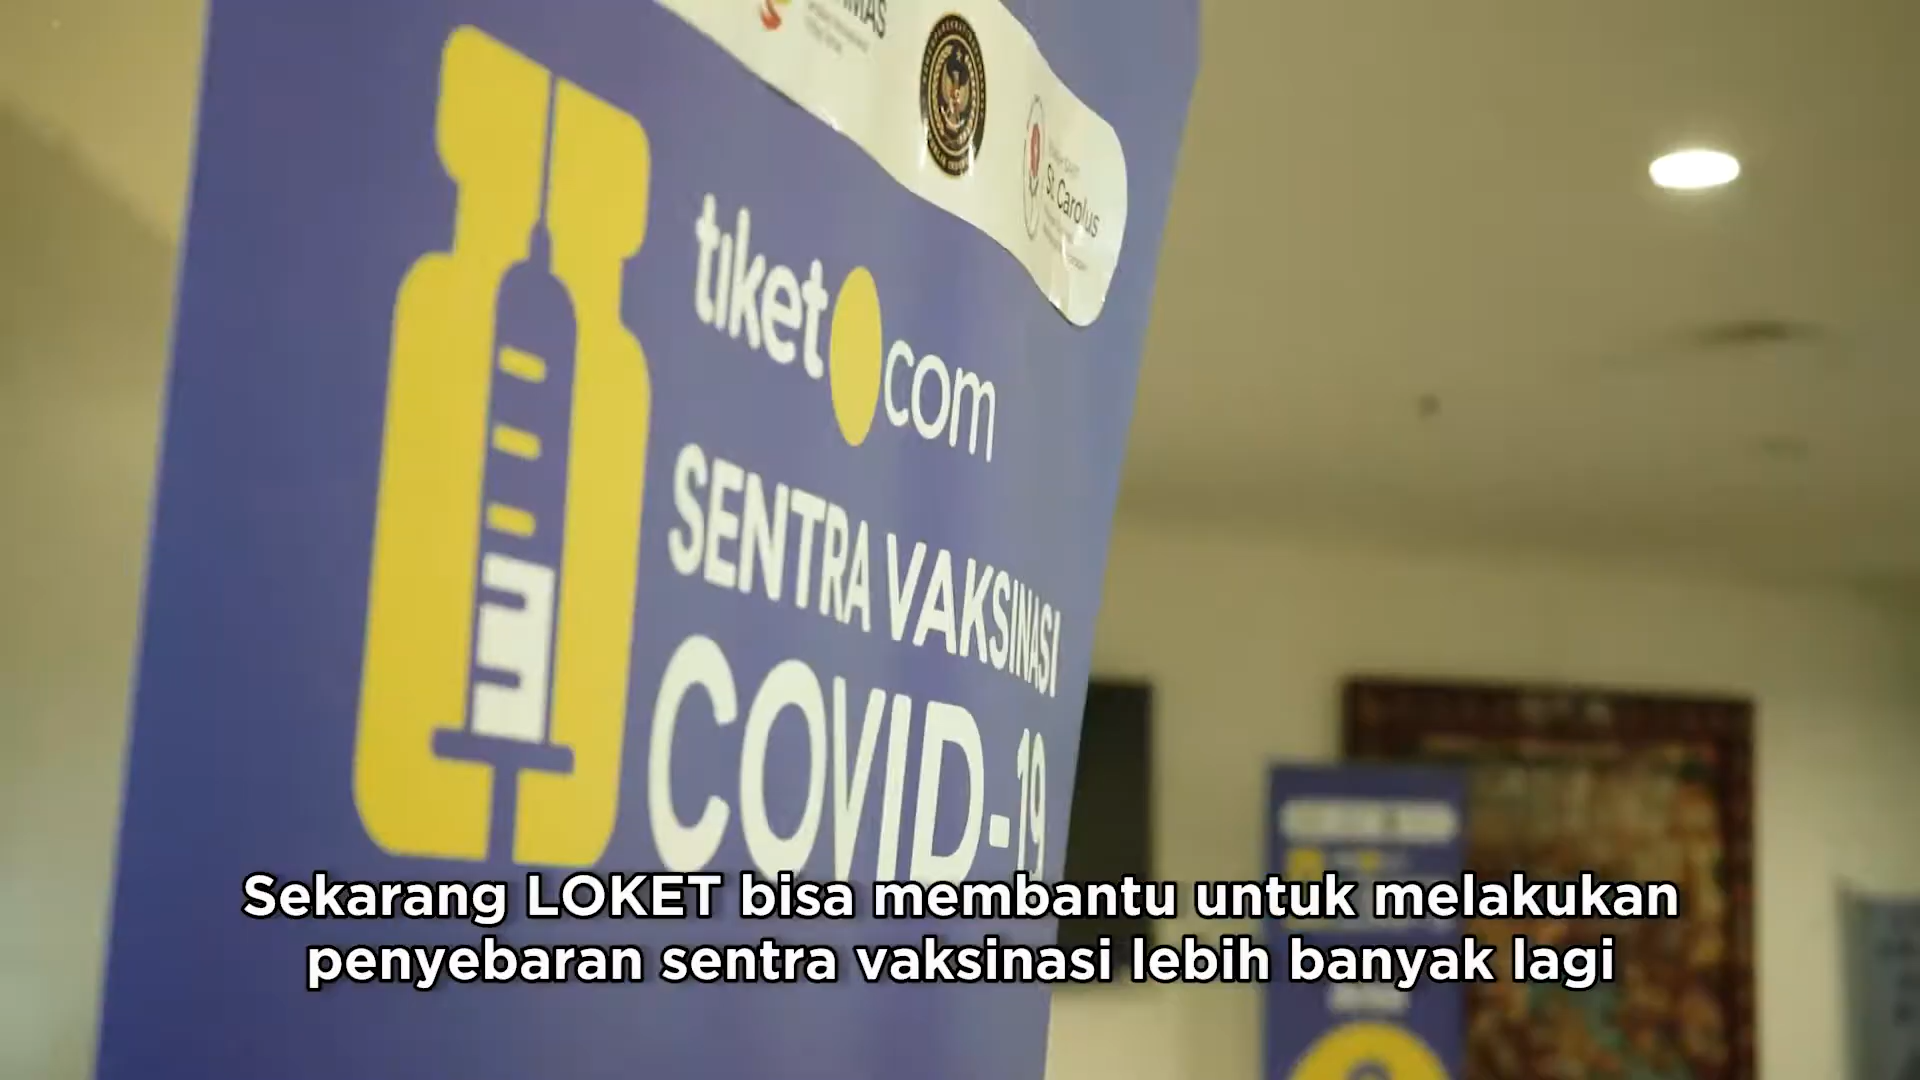 St. Carolus
tiket.com
SENTRA VAKSINASI
COVID-19
Sekarang LOKET bisa membantu untuk melakukan
penyebaran sentra vaksinasi lebih banyak lagi